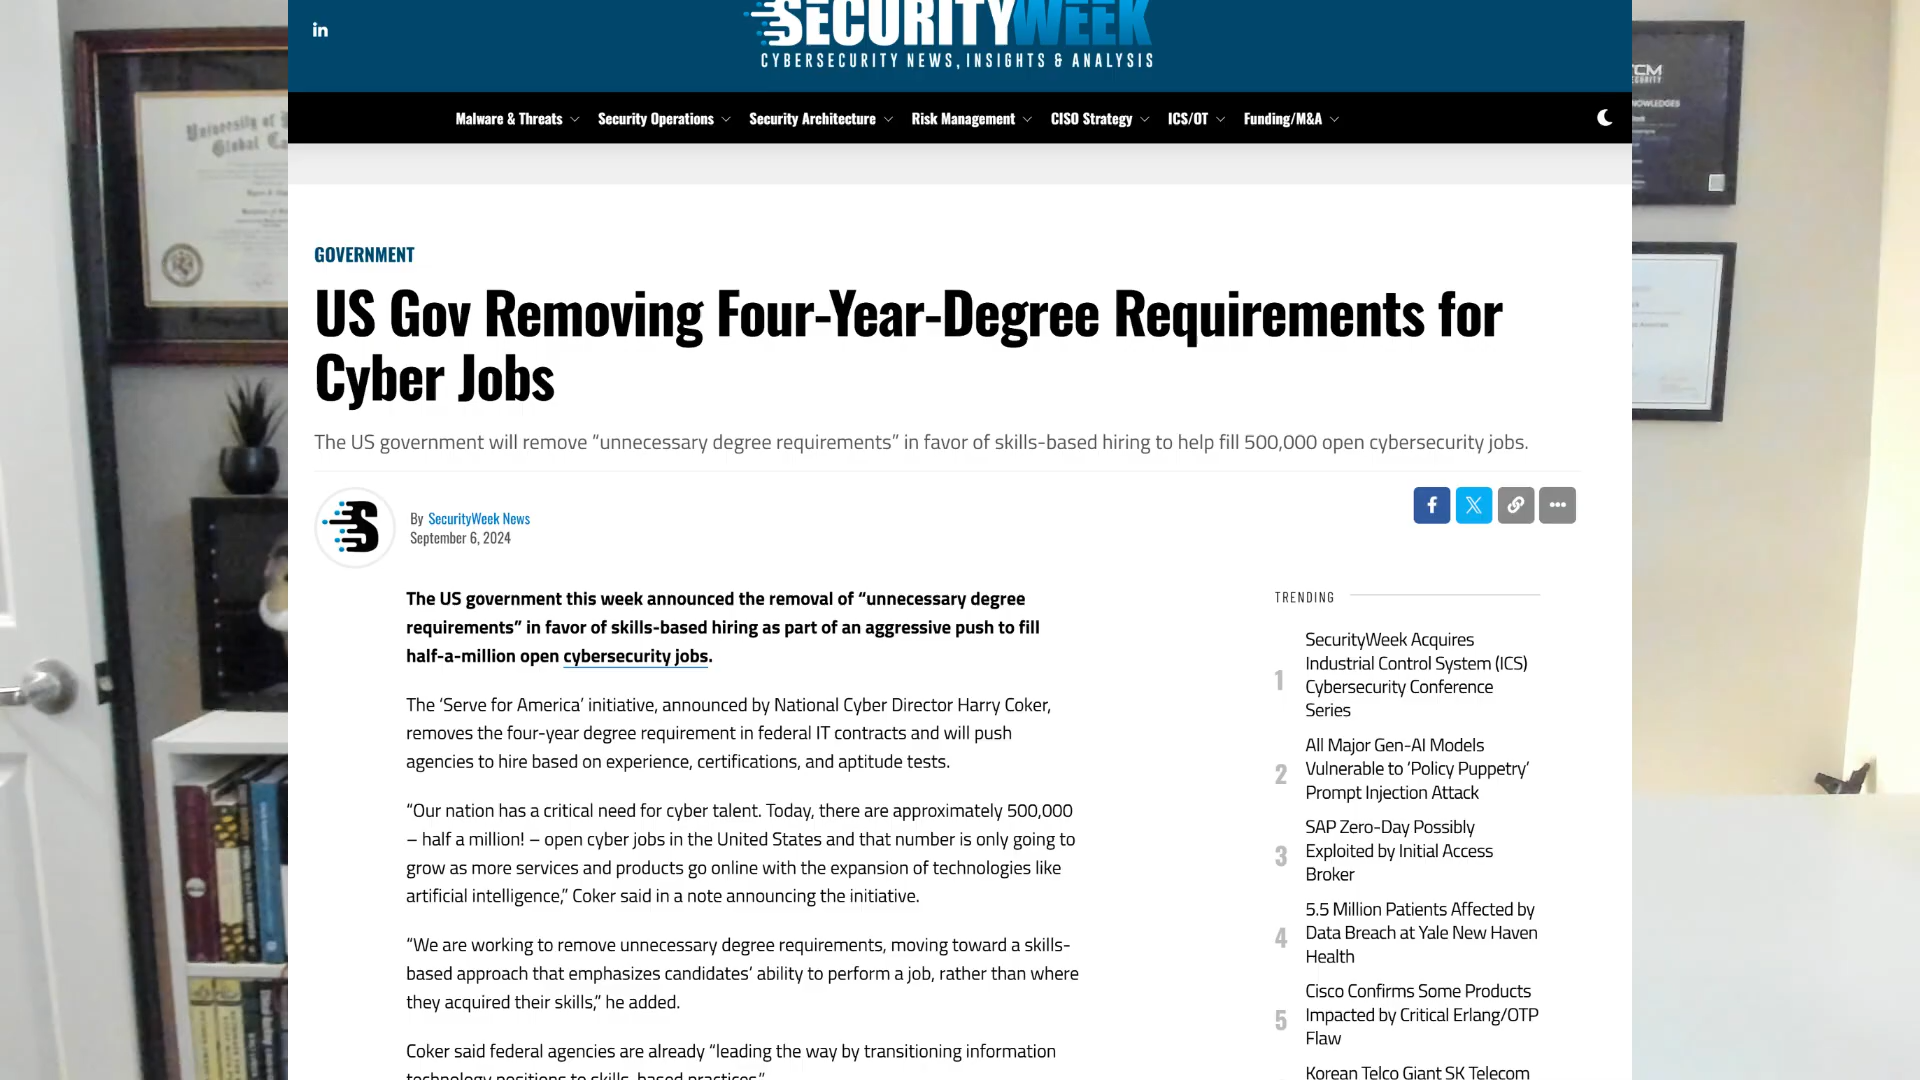 in
SECURITYWEEK
CYBERSECURITY NEWS, INSIGHTS & ANALYSIS
Malware & Threats
Security Operations
Security Architecture
Risk Management
CISO Strategy
ICS/OT
Funding/M&A
University of
Global Ca
CM
GOVERNMENT
US Gov Removing Four-Year-Degree Requirements for
Cyber Jobs
The US government will remove “unnecessary degree requirements” in favor of skills-based hiring to help fill 500,000 open cybersecurity jobs.
By SecurityWeek News
September 6, 2024
The US government this week announced the removal of “unnecessary degree
requirements” in favor of skills-based hiring as part of an aggressive push to fill
half-a-million open cybersecurity jobs.
The ‘Serve for America’ initiative, announced by National Cyber Director Harry Coker,
removes the four-year degree requirement in federal IT contracts and will push
agencies to hire based on experience, certifications, and aptitude tests.
“Our nation has a critical need for cyber talent. Today, there are approximately 500,000
– half a million! – open cyber jobs in the United States and that number is only going to
grow as more services and products go online with the expansion of technologies like
artificial intelligence,” Coker said in a note announcing the initiative.
“We are working to remove unnecessary degree requirements, moving toward a skills-
based approach that emphasizes candidates’ ability to perform a job, rather than where
they acquired their skills,” he added.
Coker said federal agencies are already “leading the way by transitioning information
technology positions to skills-based practices”
TRENDING
1
SecurityWeek Acquires
Industrial Control System (ICS)
Cybersecurity Conference
Series
2
All Major Gen-AI Models
Vulnerable to ‘Policy Puppetry’
Prompt Injection Attack
3
SAP Zero-Day Possibly
Exploited by Initial Access
Broker
4
5.5 Million Patients Affected by
Data Breach at Yale New Haven
Health
5
Cisco Confirms Some Products
Impacted by Critical Erlang/OTP
Flaw
Korean Telco Giant SK Telecom